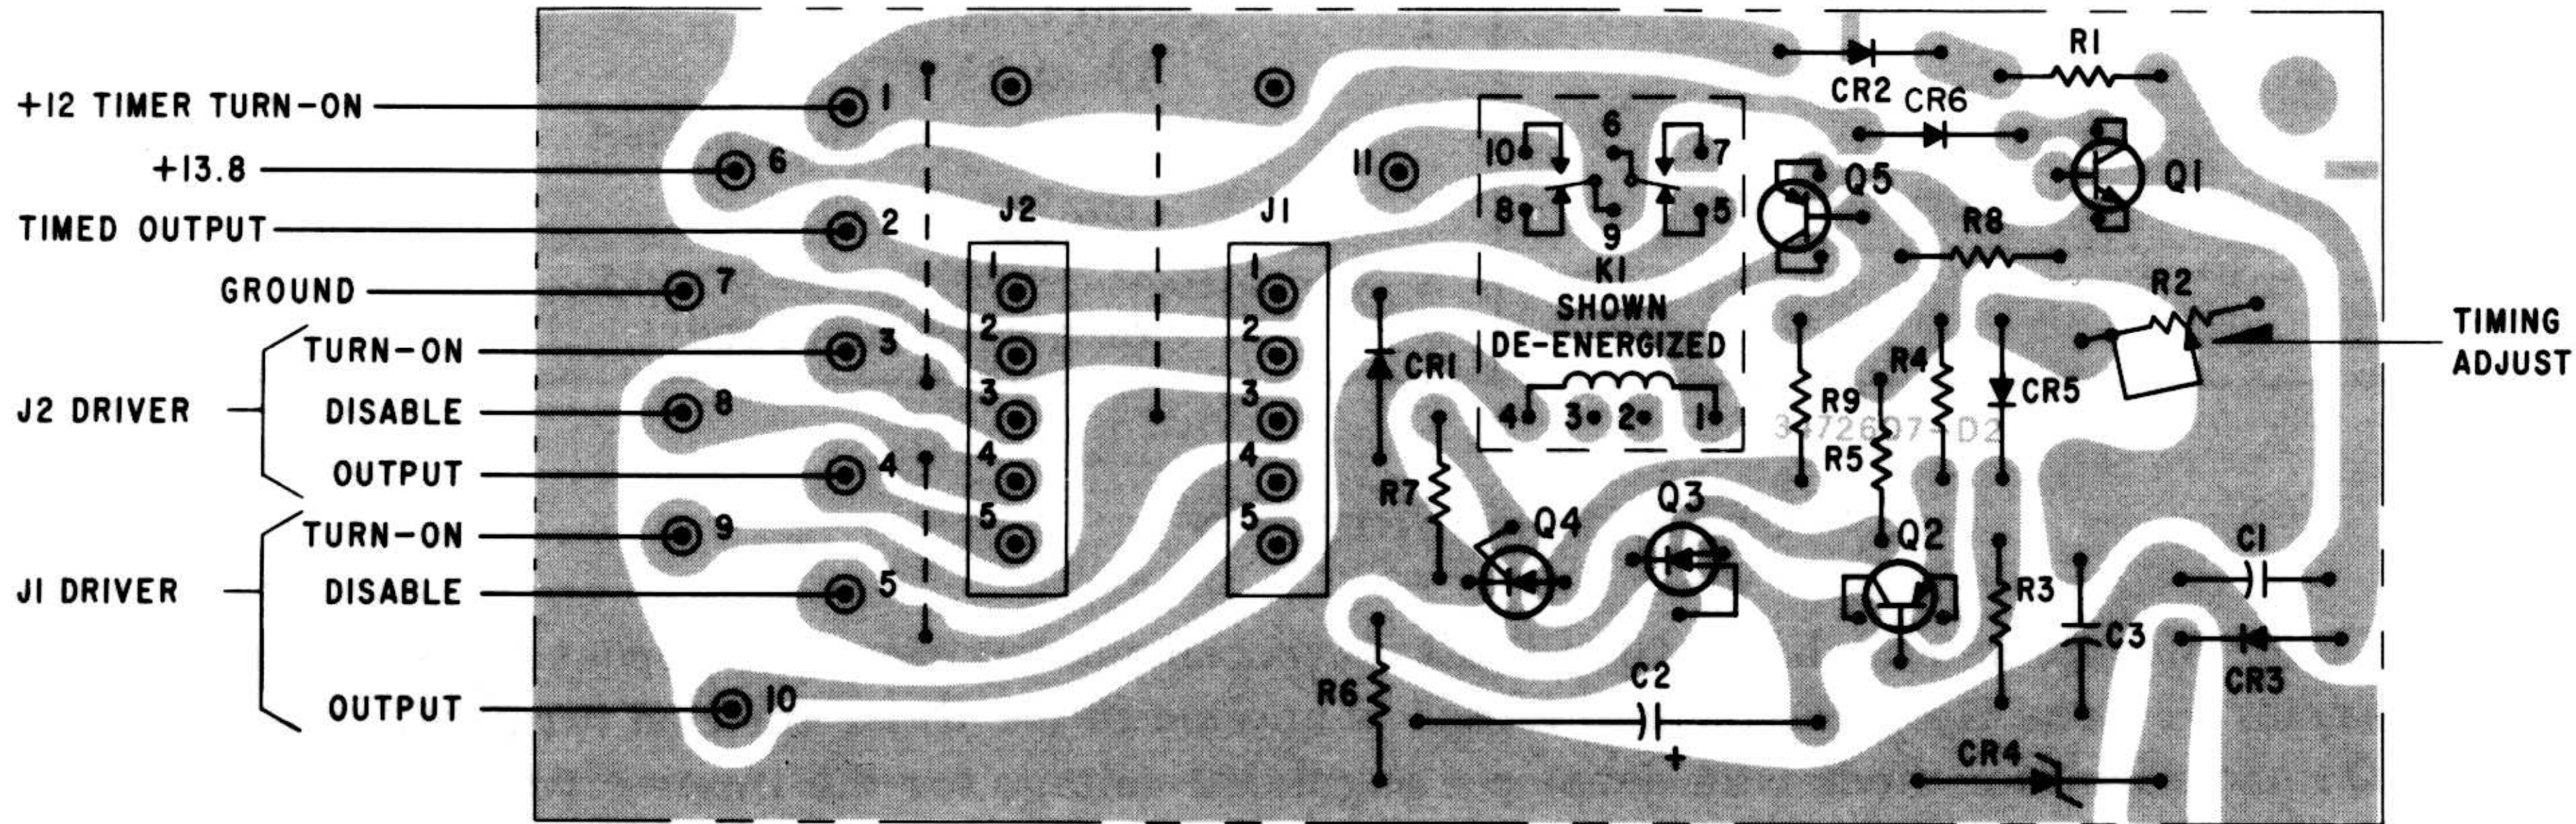 +12 TIMER TURN-ON
1
+13.8
6
TIMED OUTPUT
2
GROUND
7
J2 DRIVER
TURN-ON
3
DISABLE
8
OUTPUT
4
J1 DRIVER
TURN-ON
9
DISABLE
5
OUTPUT
10
J2
1
2
3
4
5
J1
1
2
3
4
5
11
10
6
7
8
9
5
K1
SHOWN
DE-ENERGIZED
4
3
2
1
CR1
R7
Q4
Q3
R6
C2
+
CR2
CR6
R1
Q5
Q1
R8
R2
TIMING
ADJUST
R9
R4
CR5
R5
Q2
R3
C3
C1
CR3
CR4